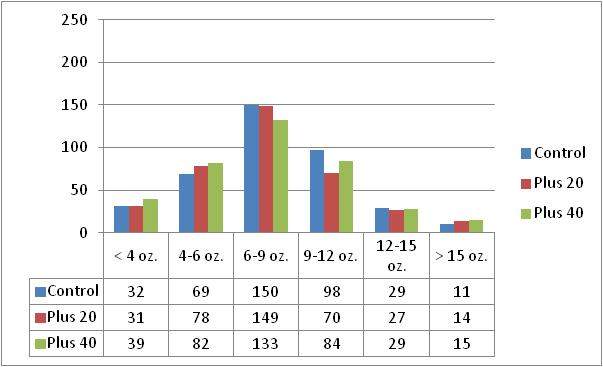 250
200
150
100
50
0
Control
Plus 20
Plus 40
< 4 oz. 4-6 oz. 6-9 oz. 9-12 oz. 12-15 oz. > 15 oz.
Control 32 69 150 98 29 11
Plus 20 31 78 149 70 27 14
Plus 40 39 82 133 84 29 15